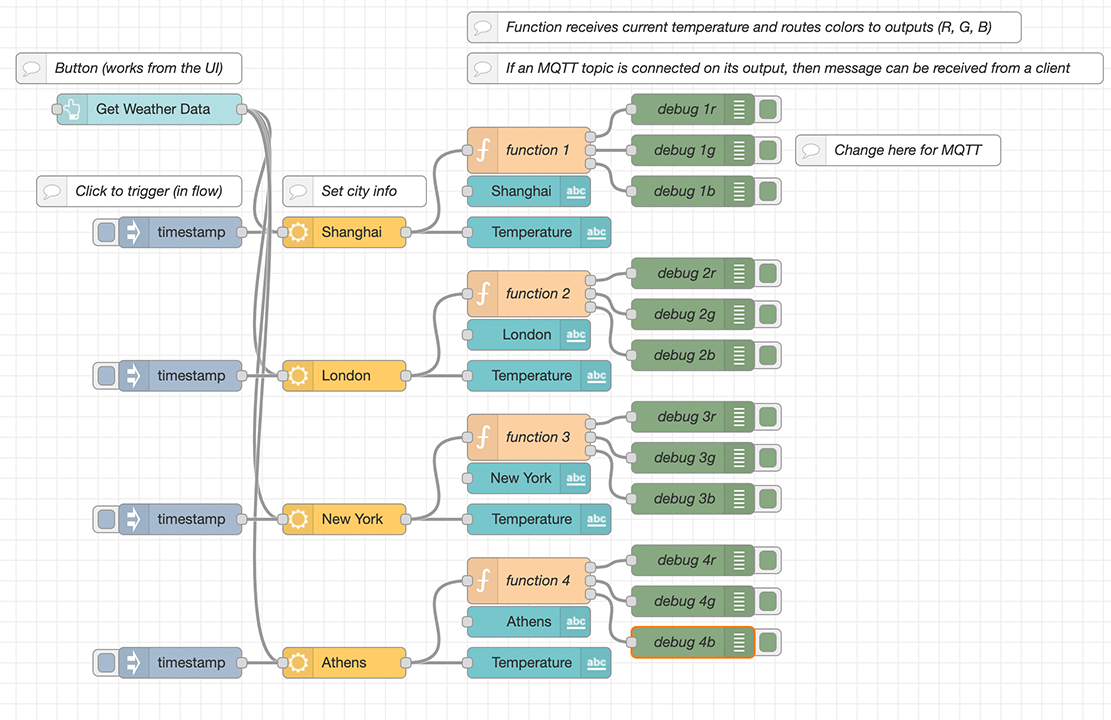 Function receives current temperature and routes colors to outputs (R, G, B)
Button (works from the UI)
If an MQTT topic is connected on its output, then message can be received from a client
Get Weather Data
debug 1r
function 1
debug 1g
Change here for MQTT
Click to trigger (in flow)
Set city info
Shanghai
abc
debug 1b
timestamp
Shanghai
Temperature
abc
debug 2r
function 2
debug 2g
London
abc
debug 2b
timestamp
London
Temperature
abc
debug 3r
function 3
debug 3g
New York
abc
debug 3b
timestamp
New York
Temperature
abc
debug 4r
function 4
debug 4g
Athens
abc
debug 4b
timestamp
Athens
Temperature
abc